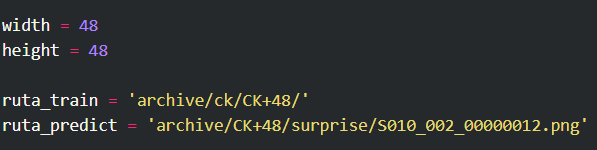 width = 48
height = 48
ruta_train = 'archive/ck/CK+48/'
ruta_predict = 'archive/CK+48/surprise/S010_002_00000012.png'